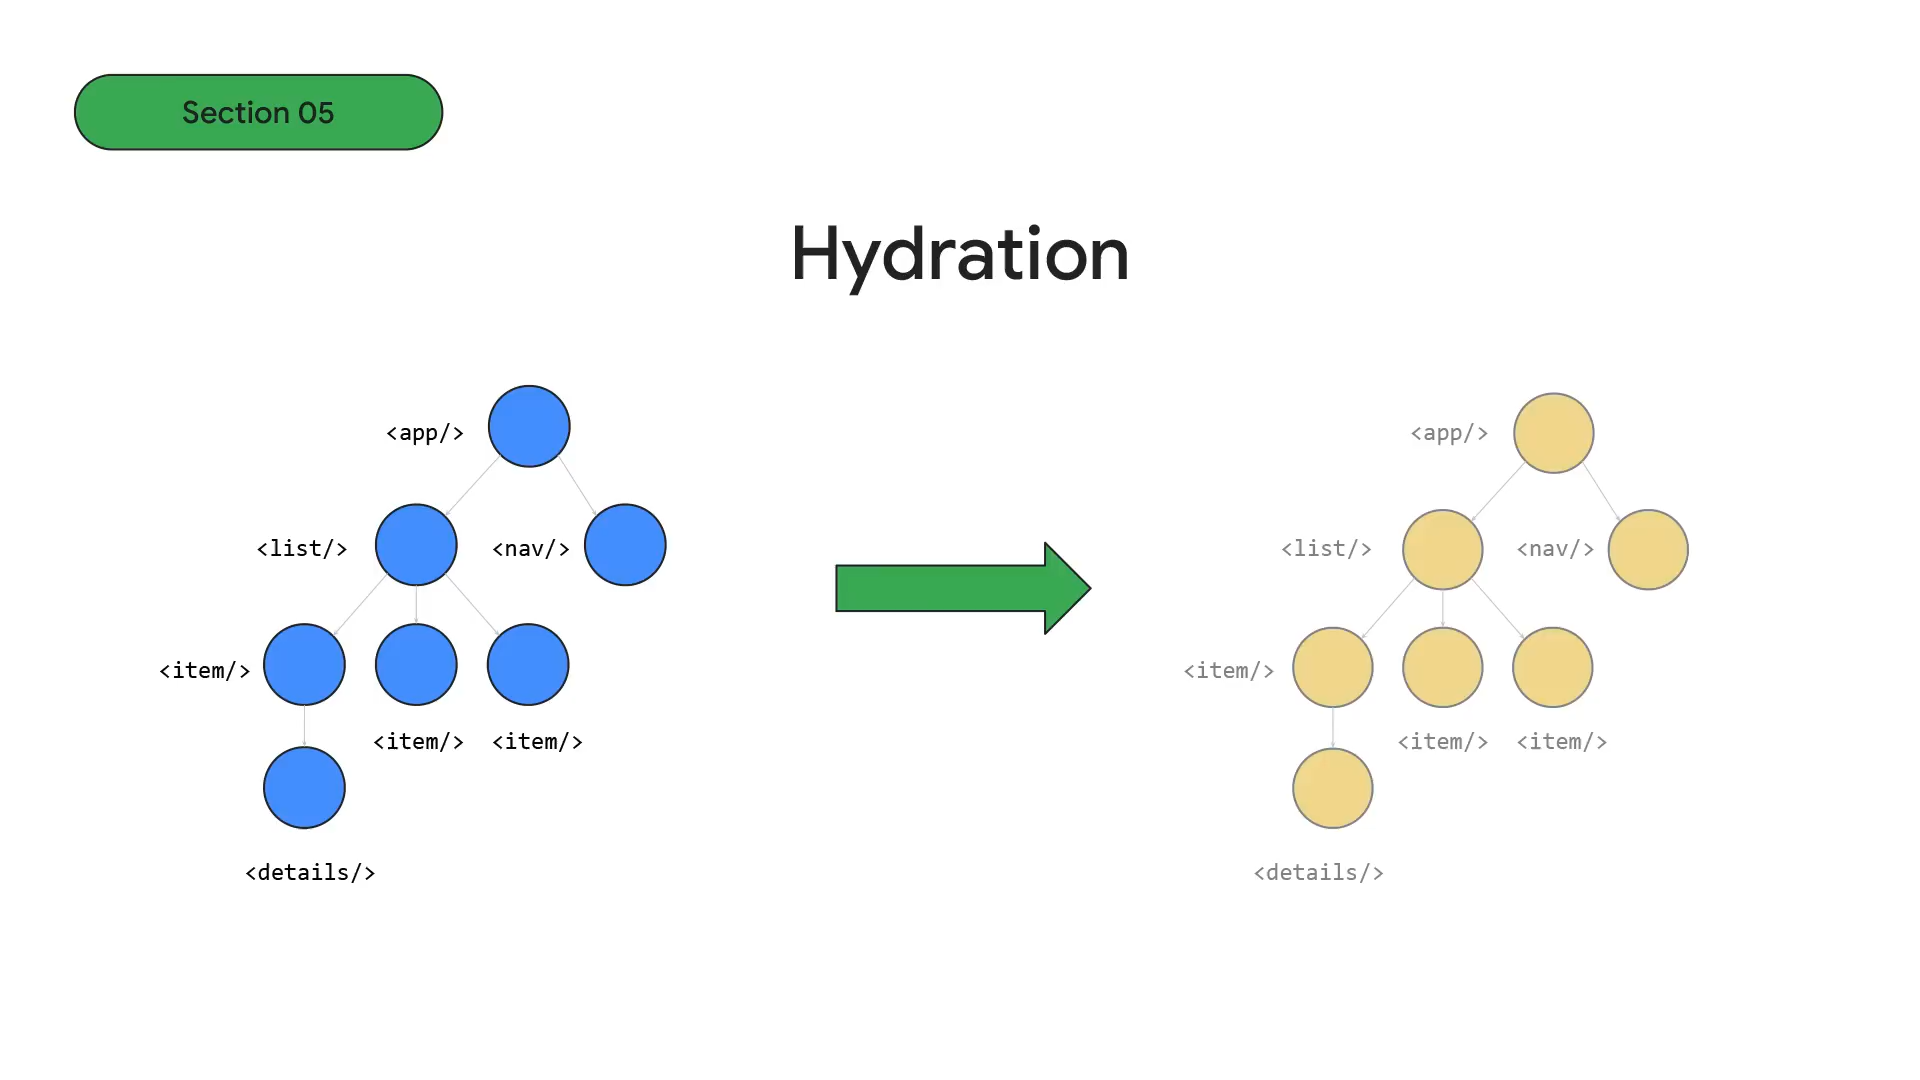 Section 05
Hydration
<app/>
<list/>
<nav/>
<item/>
<item/>
<item/>
<details/>
<app/>
<list/>
<nav/>
<item/>
<item/>
<item/>
<details/>